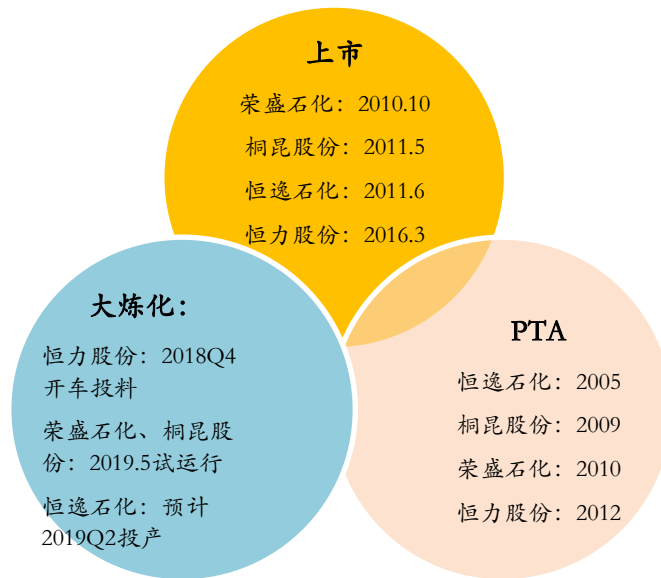 上市
荣盛石化：2010.10
桐昆股份：2011.5
恒逸石化：2011.6
恒力股份：2016.3
大炼化：
恒力股份：2018Q4
开车投料
荣盛石化、桐昆股
份：2019.5试运行
恒逸石化：预计
2019Q2投产
PTA
恒逸石化：2005
桐昆股份：2009
荣盛石化：2010
恒力股份：2012